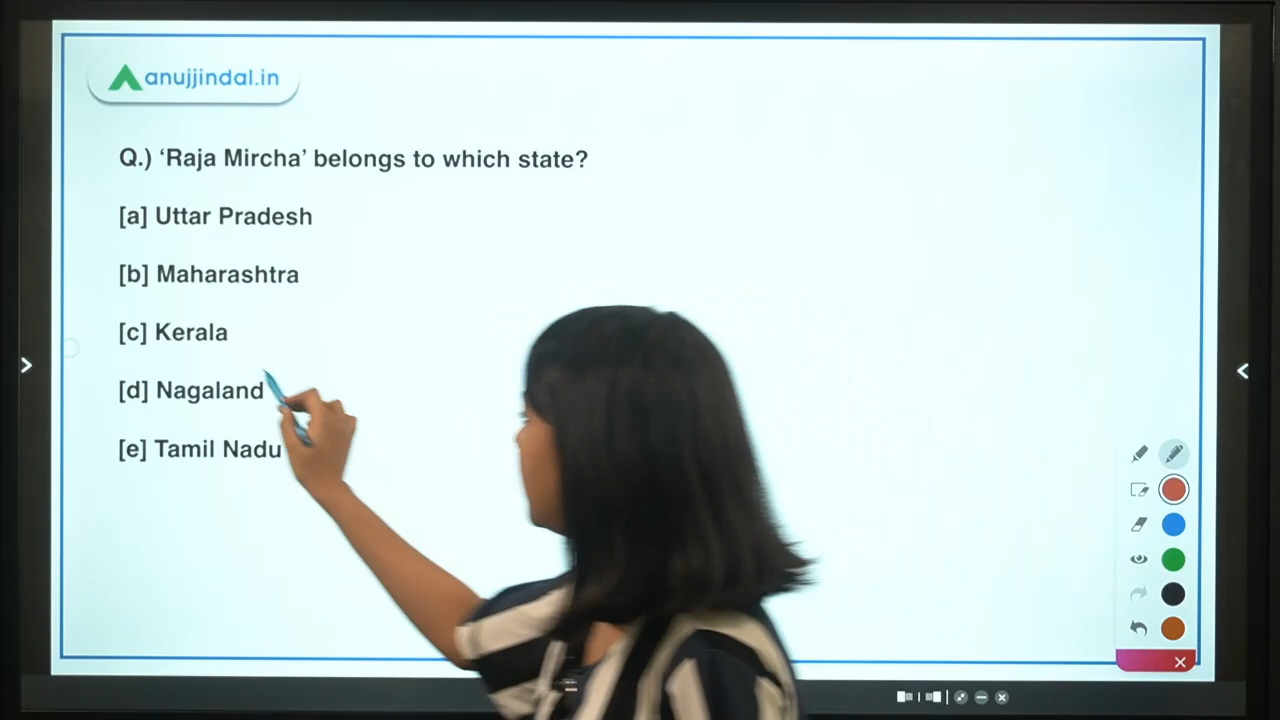 anujjindal.in
Q.) ‘Raja Mircha’ belongs to which state?
[a] Uttar Pradesh
[b] Maharashtra
[c] Kerala
[d] Nagaland
[e] Tamil Nadu